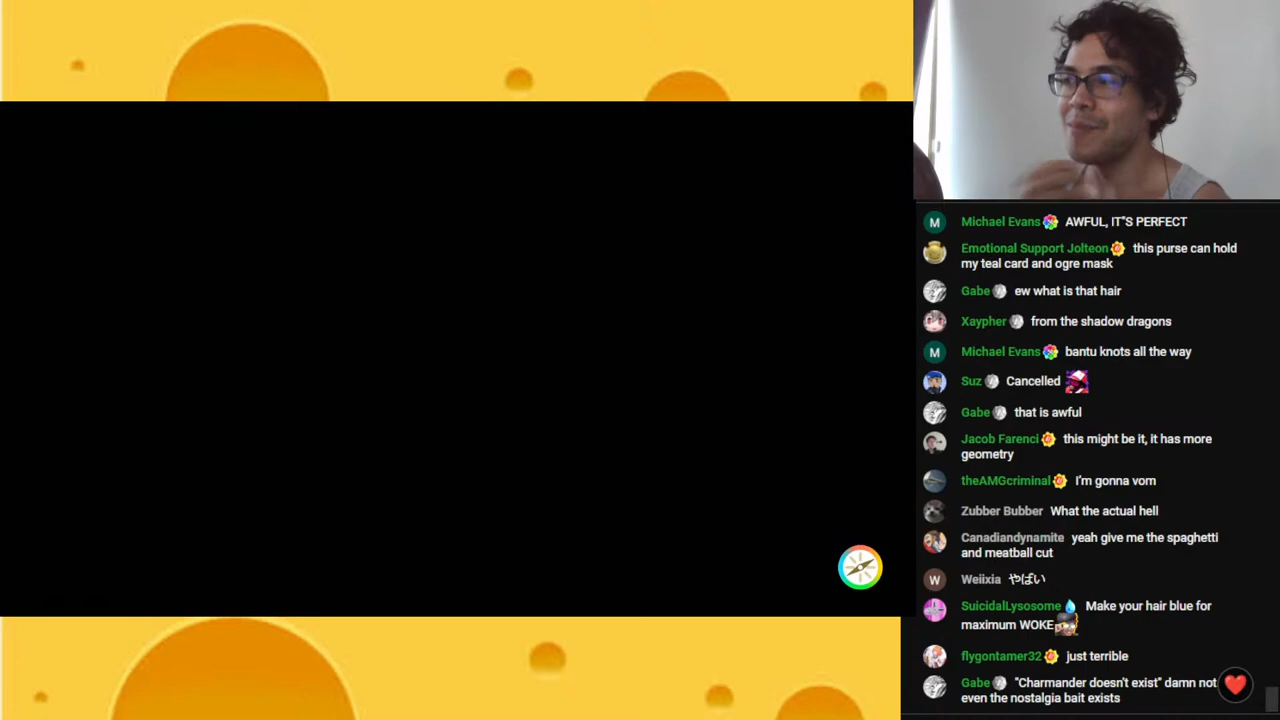 Michael Evans AWFUL, IT"S PERFECT
Emotional Support Jolteon this purse can hold
my teal card and ogre mask
Gabe ew what is that hair
Xaypher from the shadow dragons
M Michael Evans bantu knots all the way
Suz Cancelled
Gabe that is awful
Jacob Farenci this might be it, it has more
geometry
theAMGcriminal I'm gonna vom
Zubber Bubber What the actual hell
Canadiandynamite yeah give me the spaghetti
and meatball cut
W Weiixia やばい
SuicidalLysosome Make your hair blue for
maximum WOKE
flygontamer32 just terrible
Gabe "Charmander doesn't exist" damn not
even the nostalgia bait exists